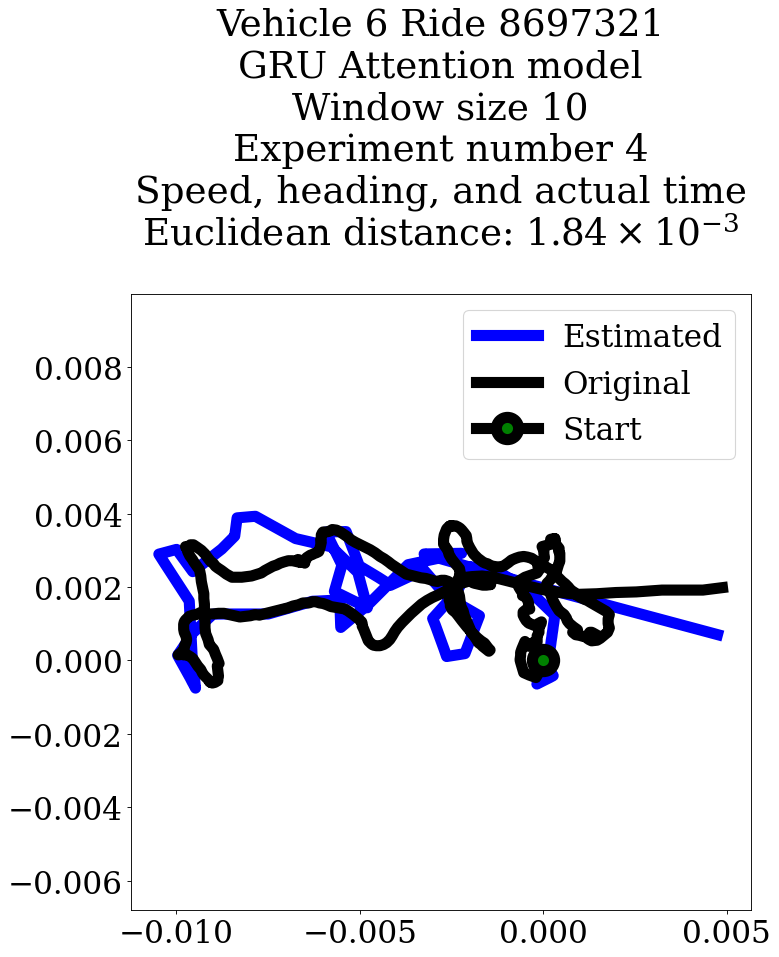 Vehicle 6 Ride 8697321
GRU Attention model
Window size 10
Experiment number 4
Speed, heading, and actual time
Euclidean distance: 1.84 × 10⁻³
Estimated
Original
Start
0.008
0.006
0.004
0.002
0.000
−0.002
−0.004
−0.006
−0.010
−0.005
0.000
0.005